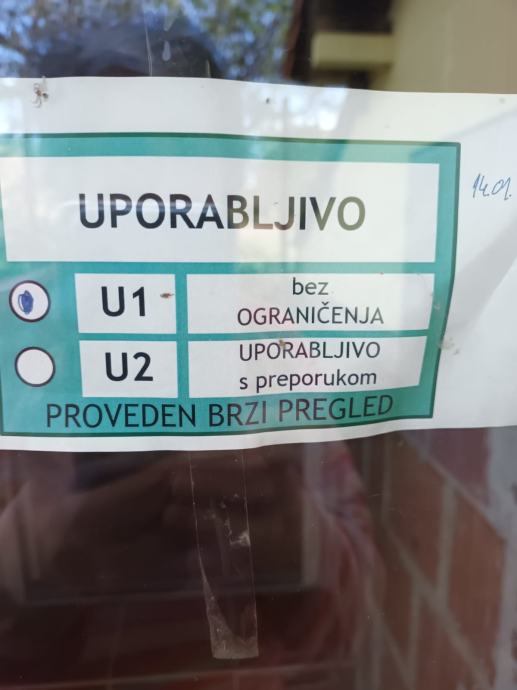 UPORABLJIVO
14.01.
U1
bez
OGRANIČENJA
U2
UPORABLJIVO
s preporukom
PROVEDEN BRZI PREGLED